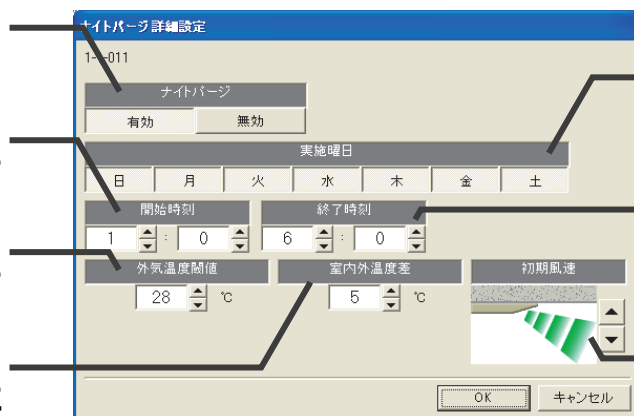 ナイトパージ 詳細設定
ナイトパージ
有効 無効
実施曜日
日 月 火 水 木 金 土
開始時刻 終了時刻
1 : 0 6 : 0
外気温度閾値 室内外温度差 初期風速
28 ℃ 5 ℃
OK キャンセル